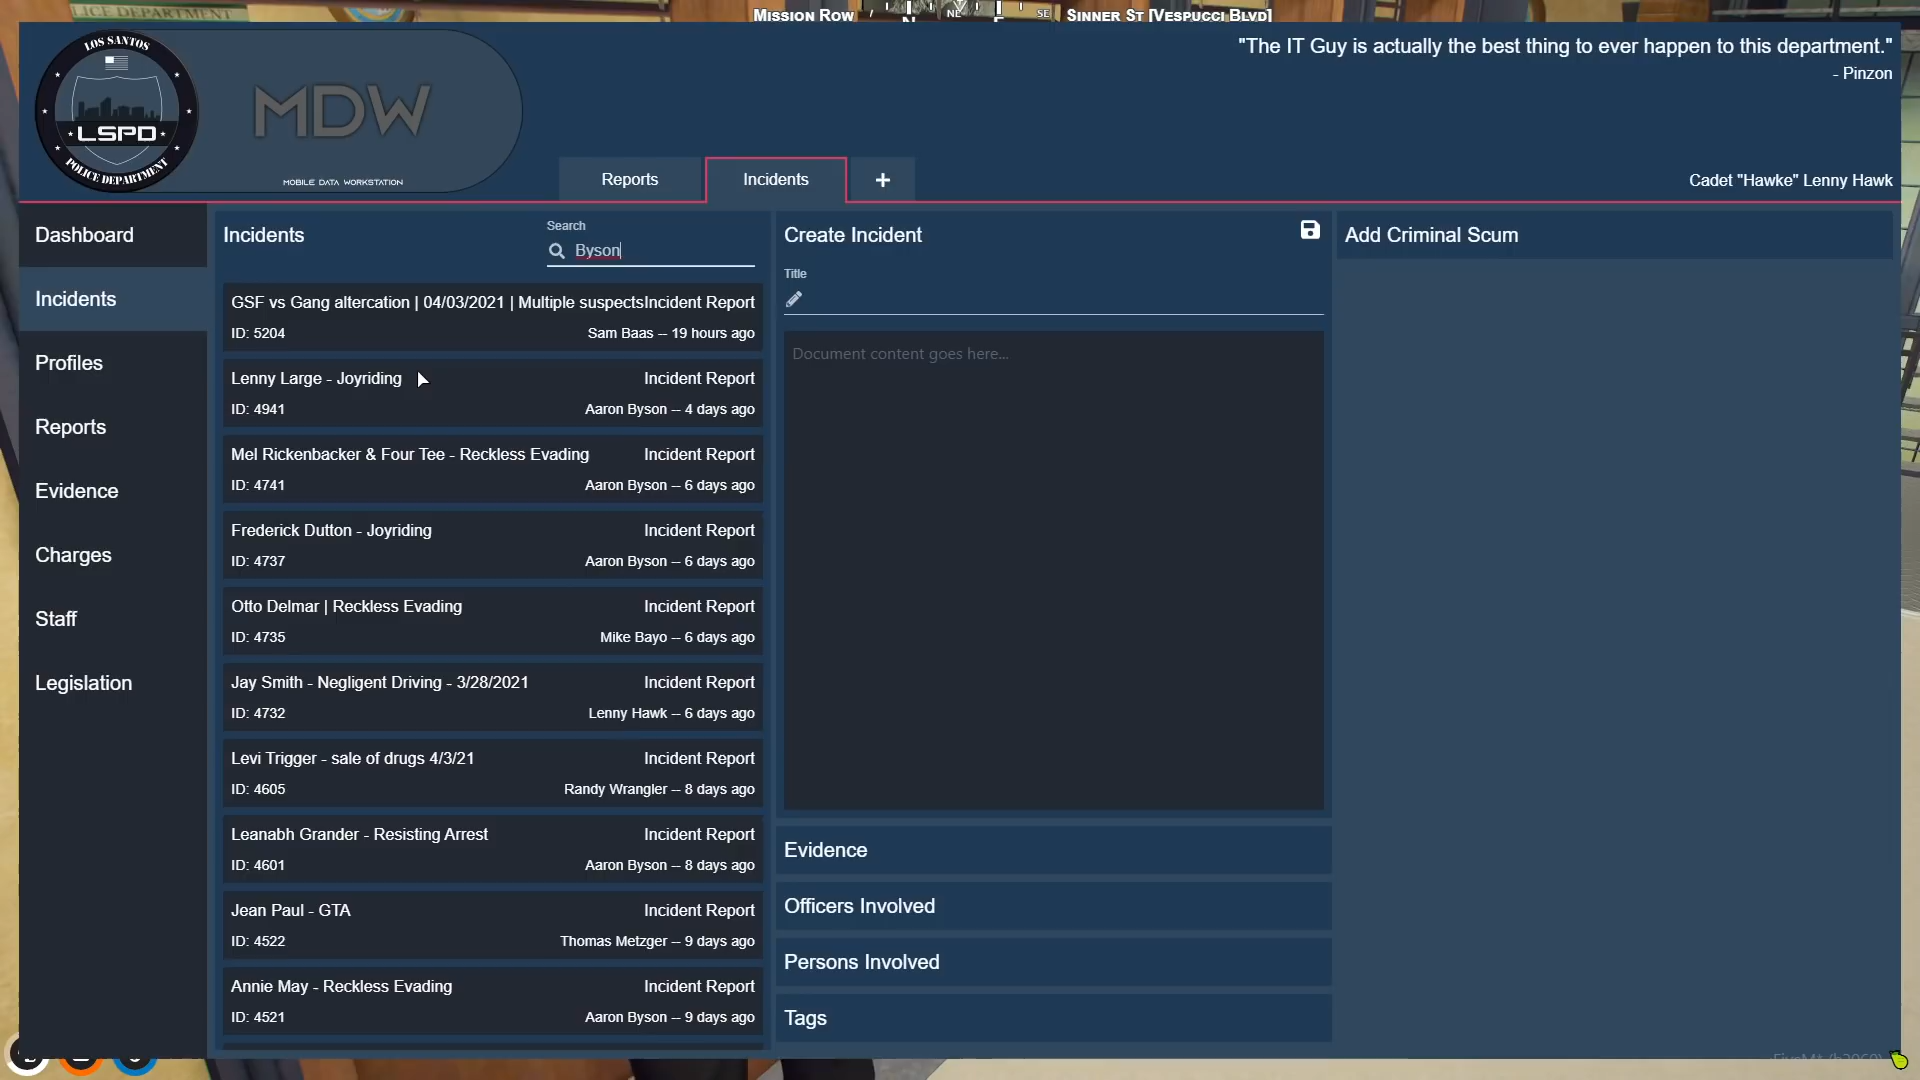 LICE DEPARTMENT
Mission Row
N
NE
E
SE
Sinner St [Vespucci Blvd]
LOS SANTOS
LSPD
POLICE DEPARTMENT
MDW
MOBILE DATA WORKSTATION
"The IT Guy is actually the best thing to ever happen to this department."
- Pinzon
Reports
Incidents
+
Cadet "Hawke" Lenny Hawk
Dashboard
Incidents
Profiles
Reports
Evidence
Charges
Staff
Legislation
Incidents
Search
Byson
GSF vs Gang altercation | 04/03/2021 | Multiple suspectsIncident Report
ID: 5204 Sam Baas -- 19 hours ago
Lenny Large - Joyriding Incident Report
ID: 4941 Aaron Byson -- 4 days ago
Mel Rickenbacker & Four Tee - Reckless Evading Incident Report
ID: 4741 Aaron Byson -- 6 days ago
Frederick Dutton - Joyriding Incident Report
ID: 4737 Aaron Byson -- 6 days ago
Otto Delmar | Reckless Evading Incident Report
ID: 4735 Mike Bayo -- 6 days ago
Jay Smith - Negligent Driving - 3/28/2021 Incident Report
ID: 4732 Lenny Hawk -- 6 days ago
Levi Trigger - sale of drugs 4/3/21 Incident Report
ID: 4605 Randy Wrangler -- 8 days ago
Leanabh Grander - Resisting Arrest Incident Report
ID: 4601 Aaron Byson -- 8 days ago
Jean Paul - GTA Incident Report
ID: 4522 Thomas Metzger -- 9 days ago
Annie May - Reckless Evading Incident Report
ID: 4521 Aaron Byson -- 9 days ago
Create Incident
Title
Document content goes here...
Evidence
Officers Involved
Persons Involved
Tags
Add Criminal Scum